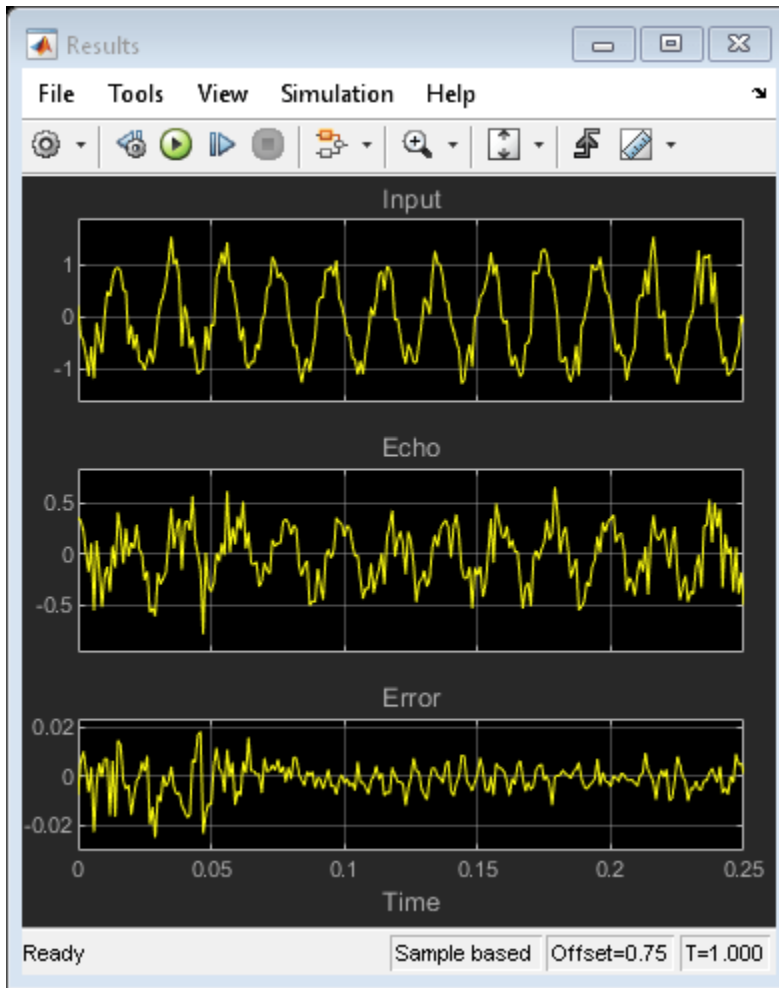 Results
File Tools View Simulation Help
Input
1
0
-1
Echo
0.5
0
-0.5
Error
0.02
0
-0.02
0 0.05 0.1 0.15 0.2 0.25
Time
Ready Sample based Offset=0.75 T=1.000